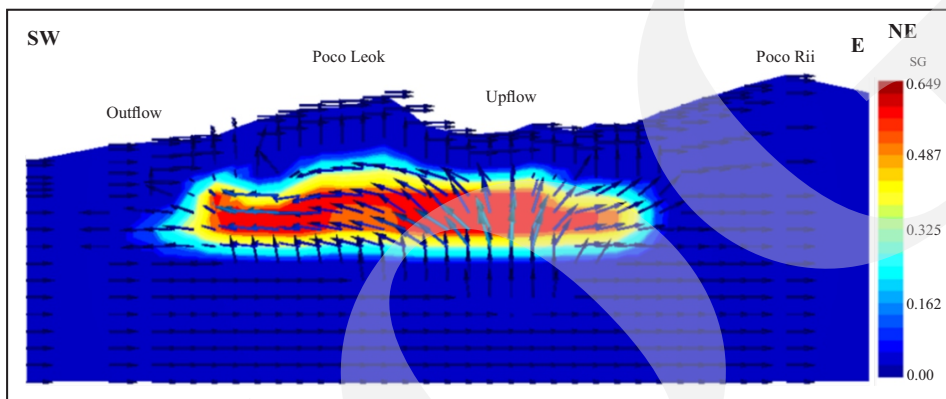 SW
NE
Poco Leok
E
Poco Rii
SG
Outflow
Upflow
0.649
0.487
0.325
0.162
0.00